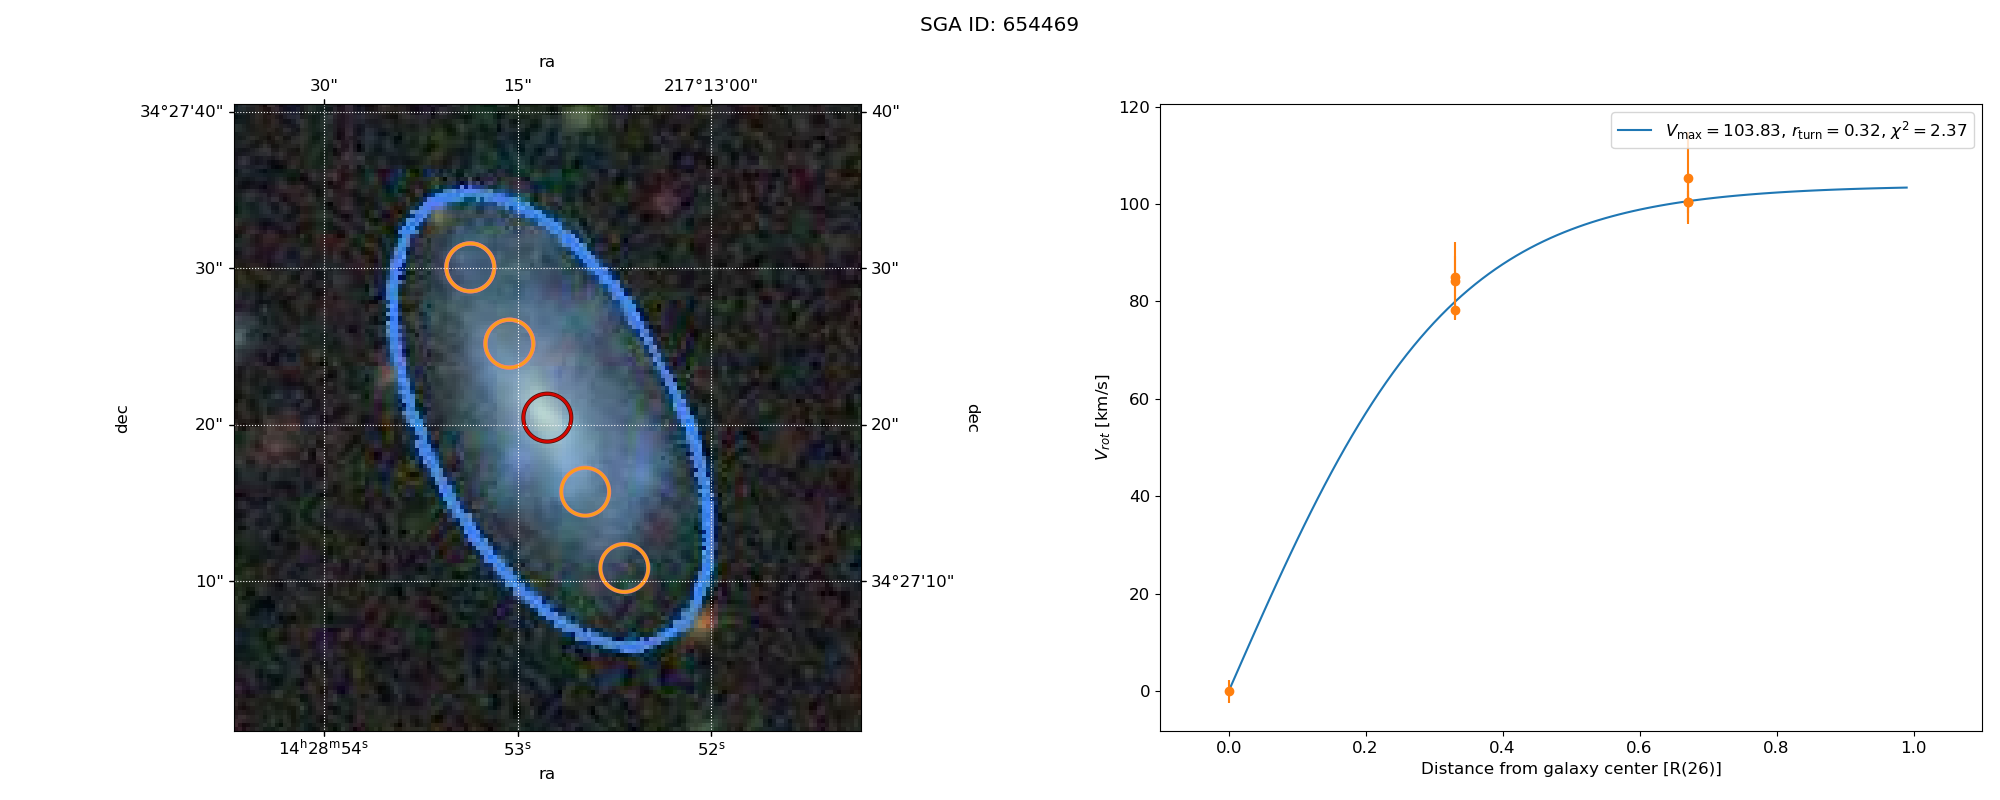 SGA ID: 654469
ra
30" 15" 217°13'00"
34°27'40" 40"
30" 30"
20" 20"
10" 34°27'10"
dec
dec
14ʰ28ᵐ54ˢ 53ˢ 52ˢ
ra
V_max = 103.83, r_turn = 0.32, χ² = 2.37
120
100
80
60
40
20
0
V_rot [km/s]
0.0 0.2 0.4 0.6 0.8 1.0
Distance from galaxy center [R(26)]